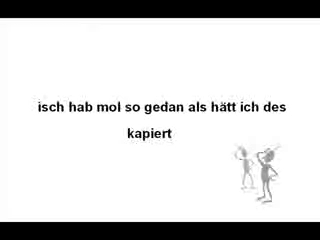 isch hab mol so gedan als hätt ich des
kapiert